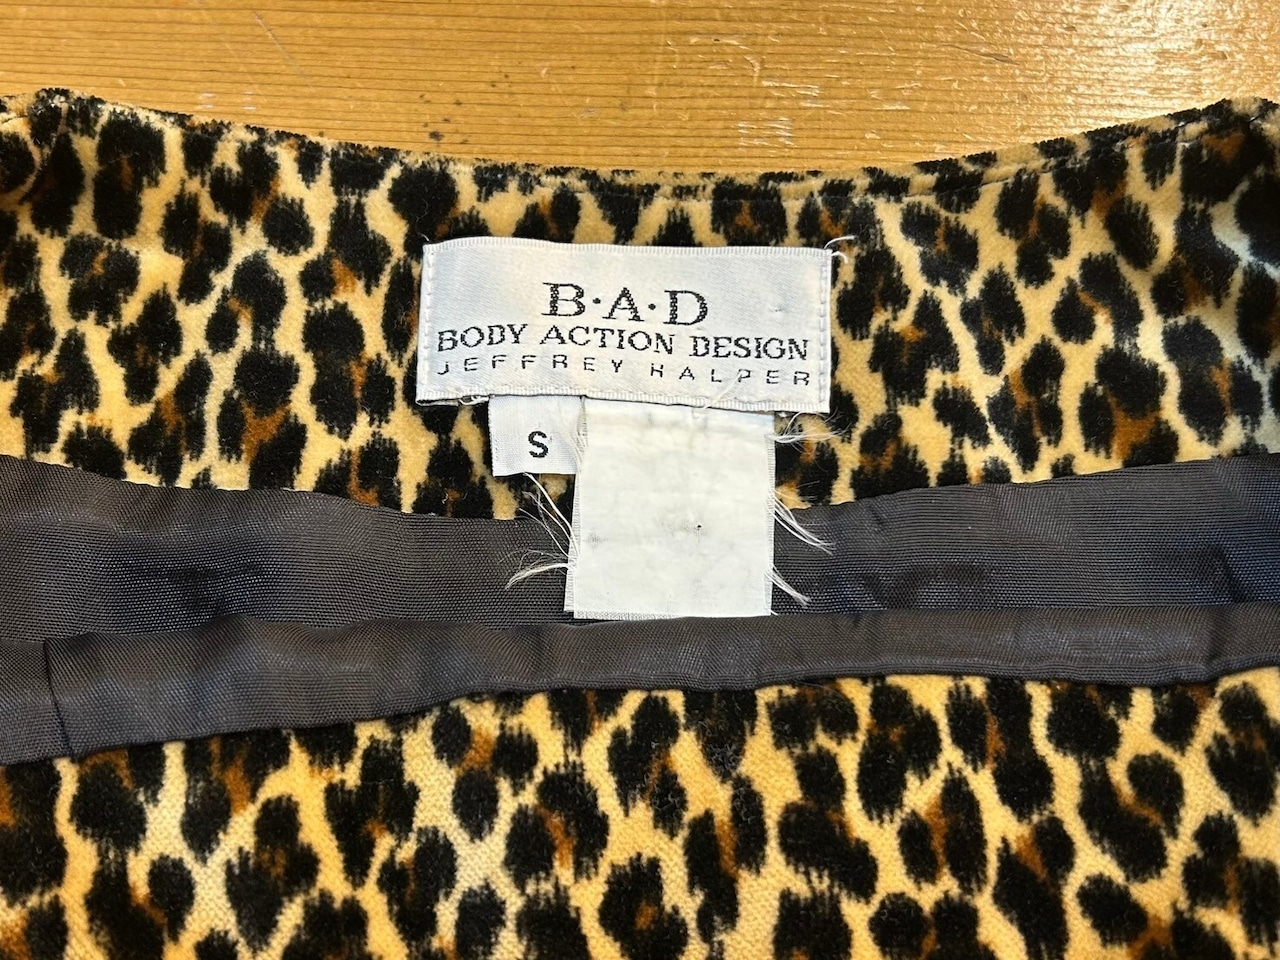 B·A·D
BODY ACTION DESIGN
JEFFREY HALPER
S